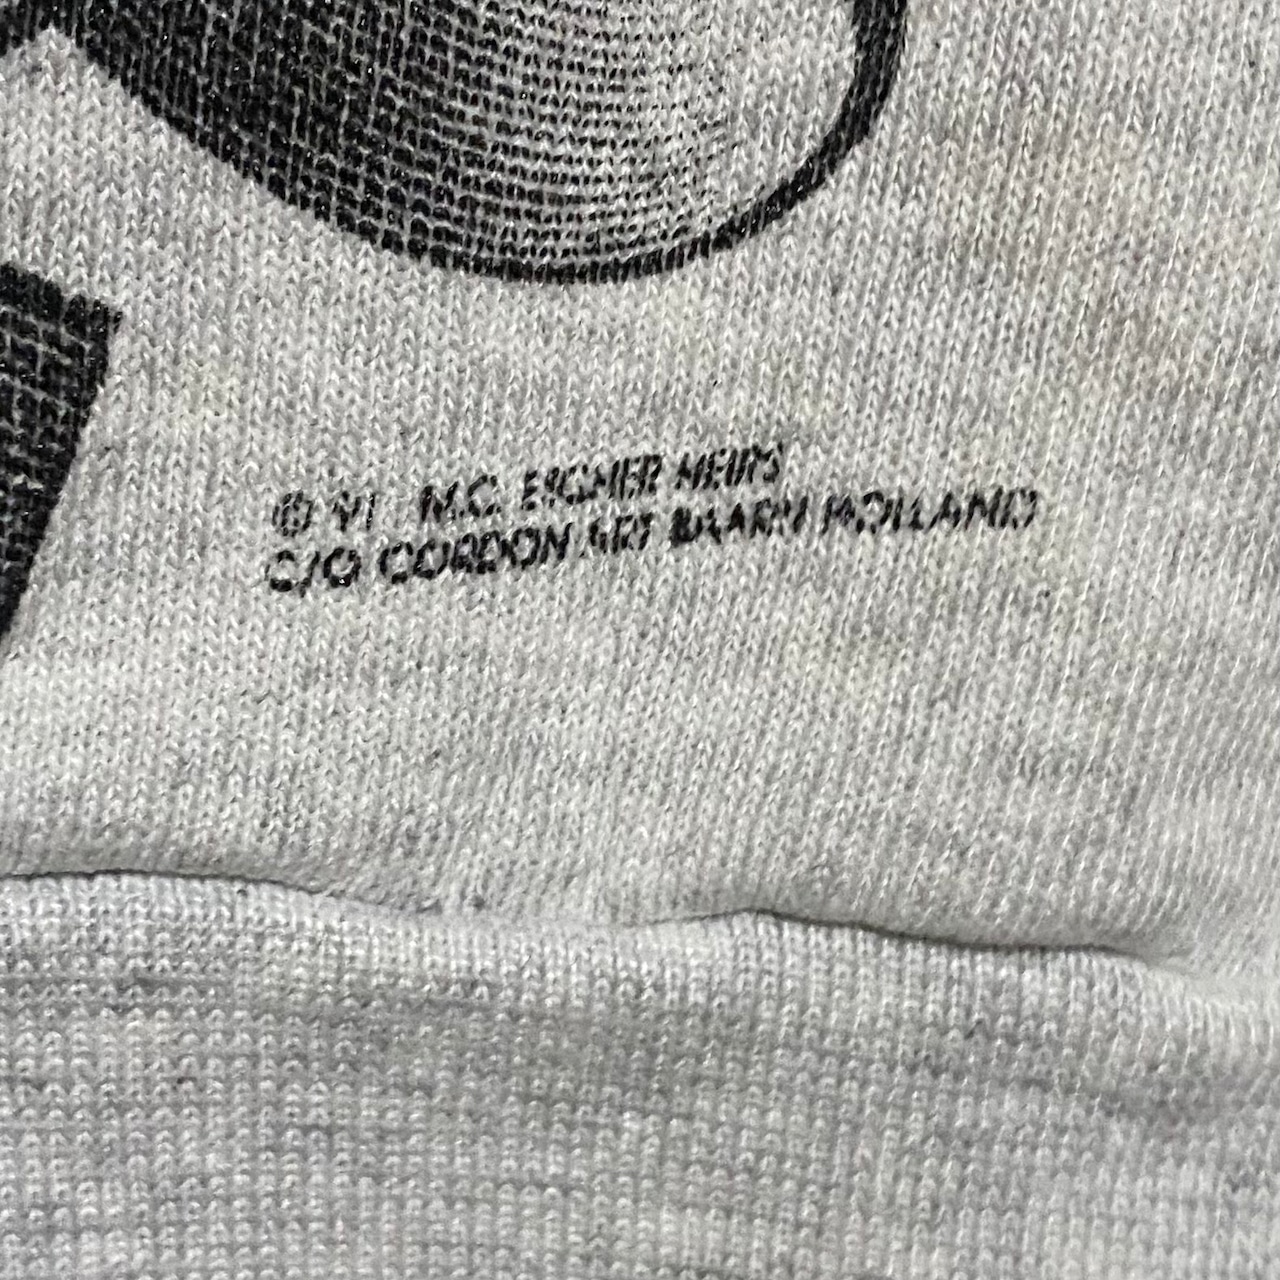 © 91 M.C. ESCHER HEIRS
C/O CORDON ART BAARN HOLLAND